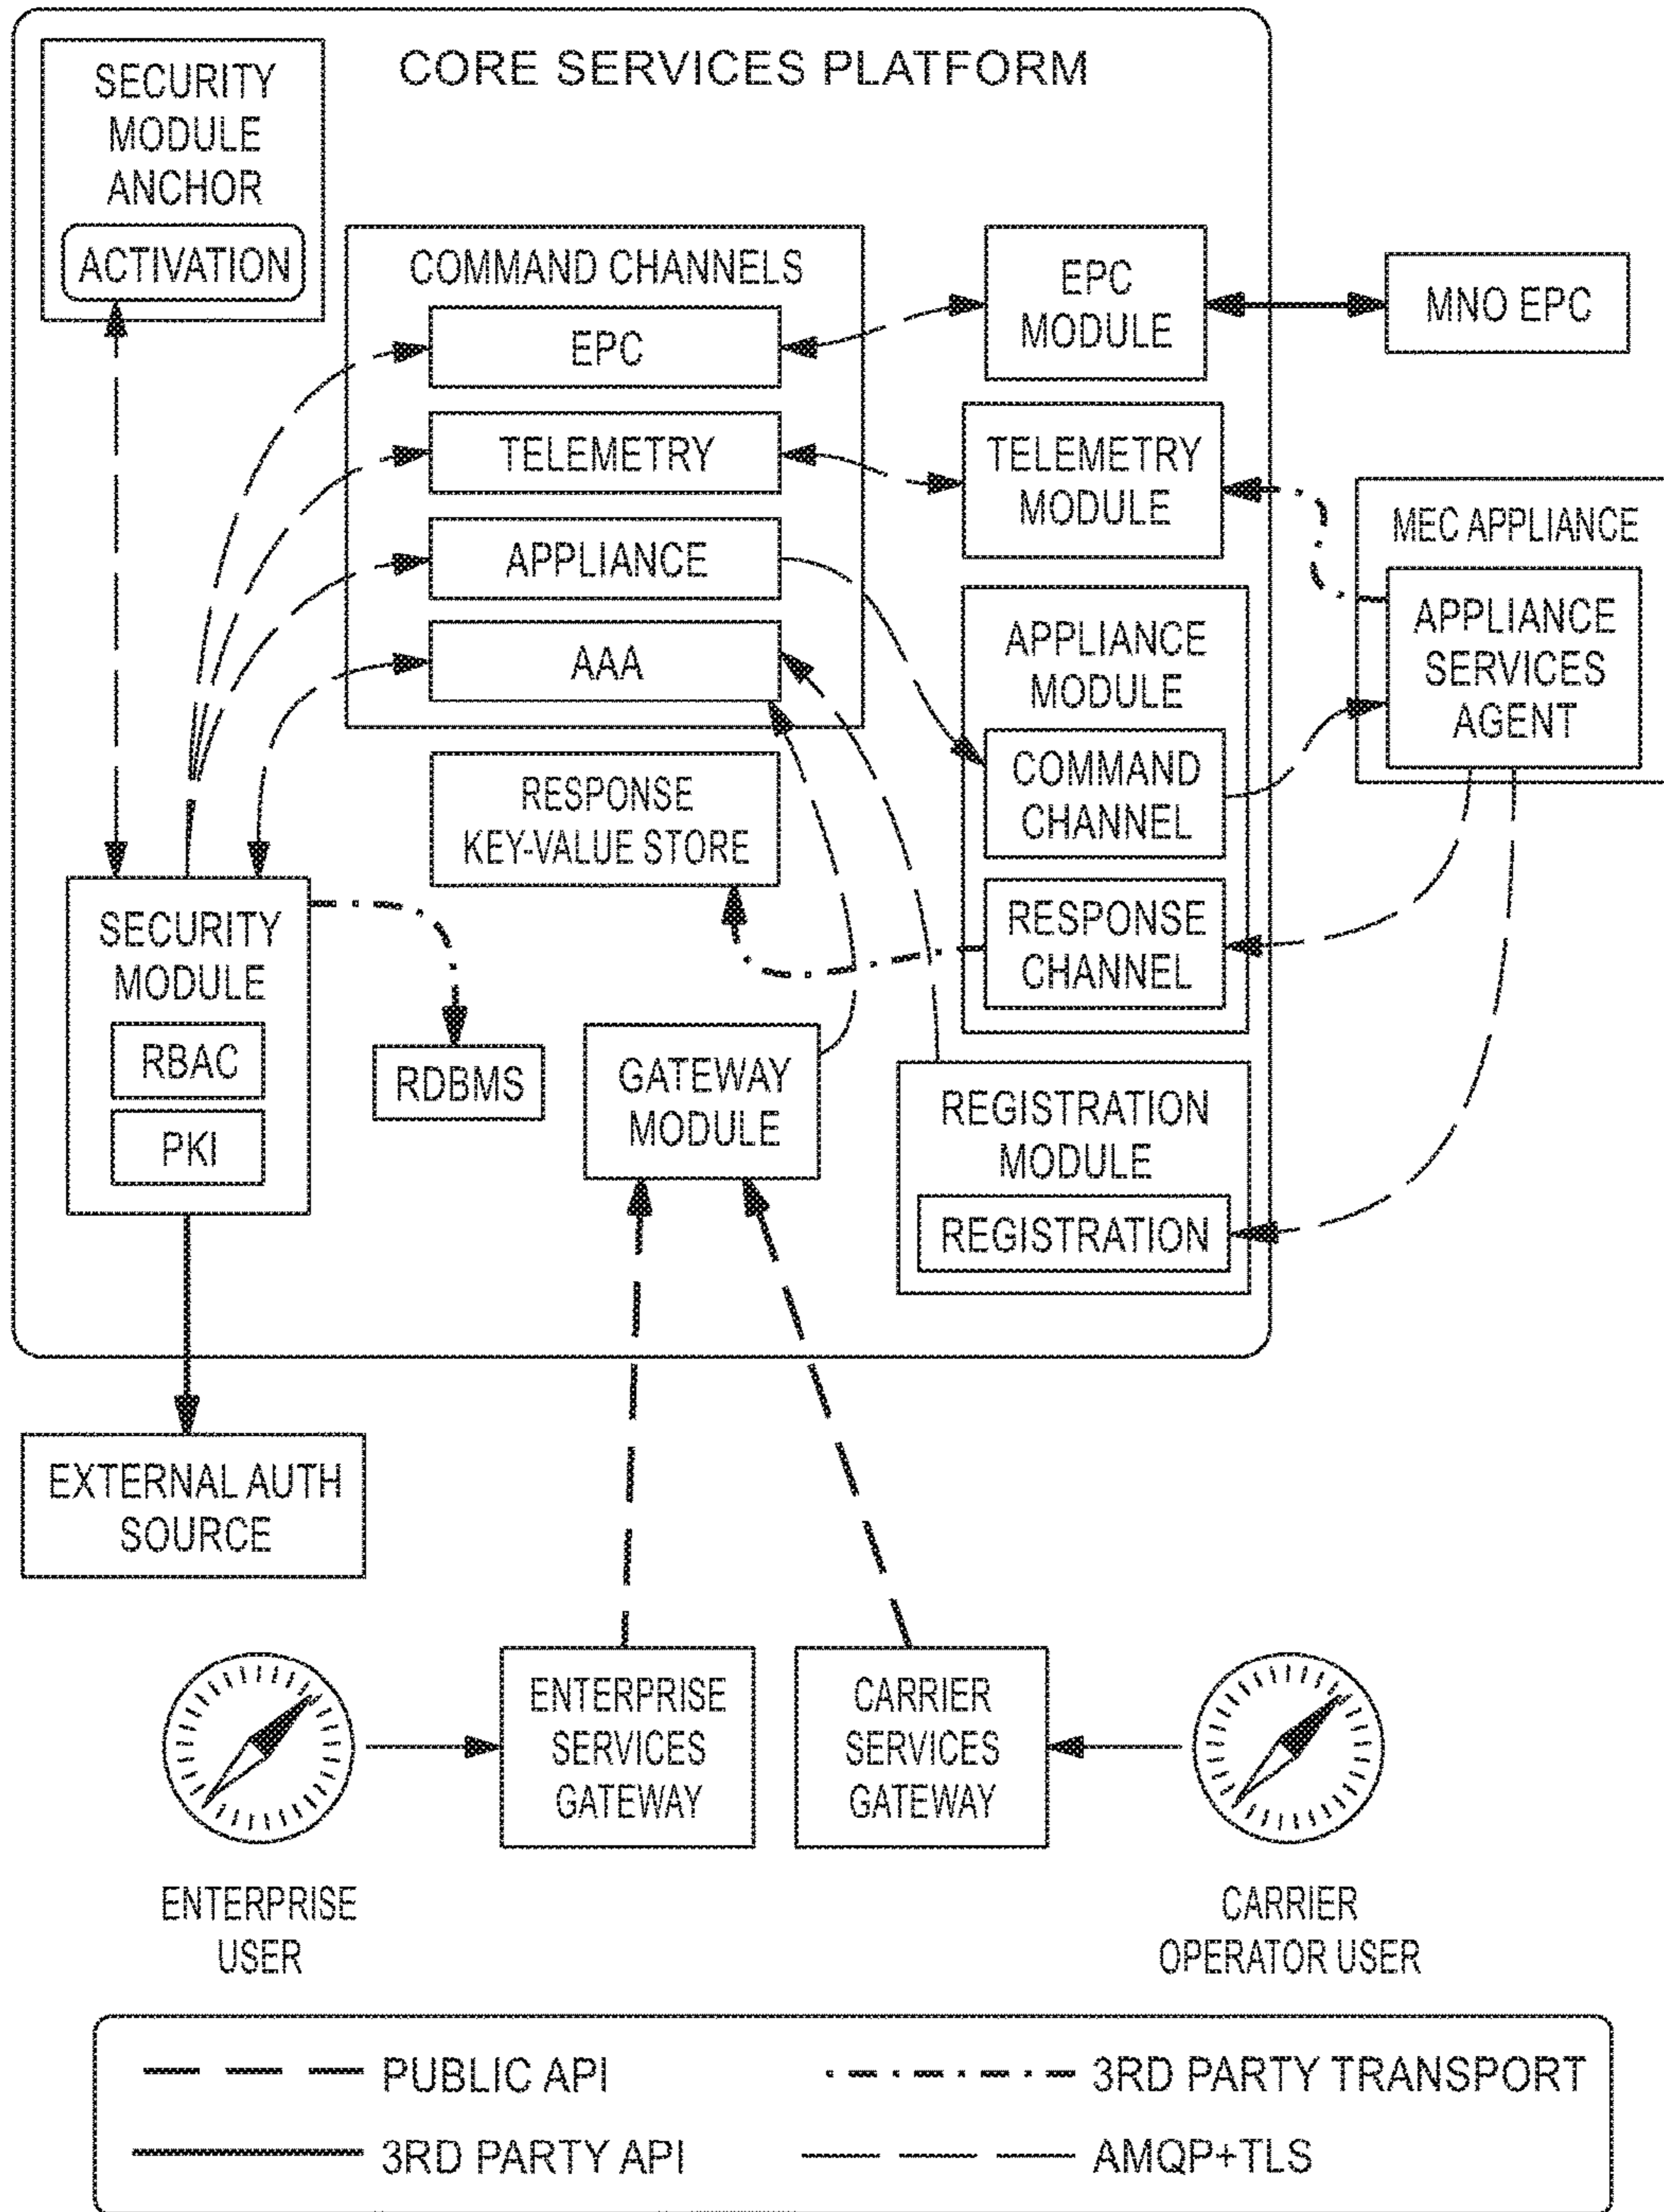 CORE SERVICES PLATFORM
SECURITY
MODULE
ANCHOR
ACTIVATION
COMMAND CHANNELS
EPC
TELEMETRY
APPLIANCE
AAA
EPC
MODULE
MNO EPC
TELEMETRY
MODULE
MEC APPLIANCE
APPLIANCE
SERVICES
AGENT
APPLIANCE
MODULE
COMMAND
CHANNEL
RESPONSE
CHANNEL
RESPONSE
KEY-VALUE STORE
SECURITY
MODULE
RBAC
PKI
RDBMS
GATEWAY
MODULE
REGISTRATION
MODULE
REGISTRATION
EXTERNAL AUTH
SOURCE
ENTERPRISE
SERVICES
GATEWAY
CARRIER
SERVICES
GATEWAY
ENTERPRISE
USER
CARRIER
OPERATOR USER
PUBLIC API
3RD PARTY TRANSPORT
3RD PARTY API
AMQP+TLS